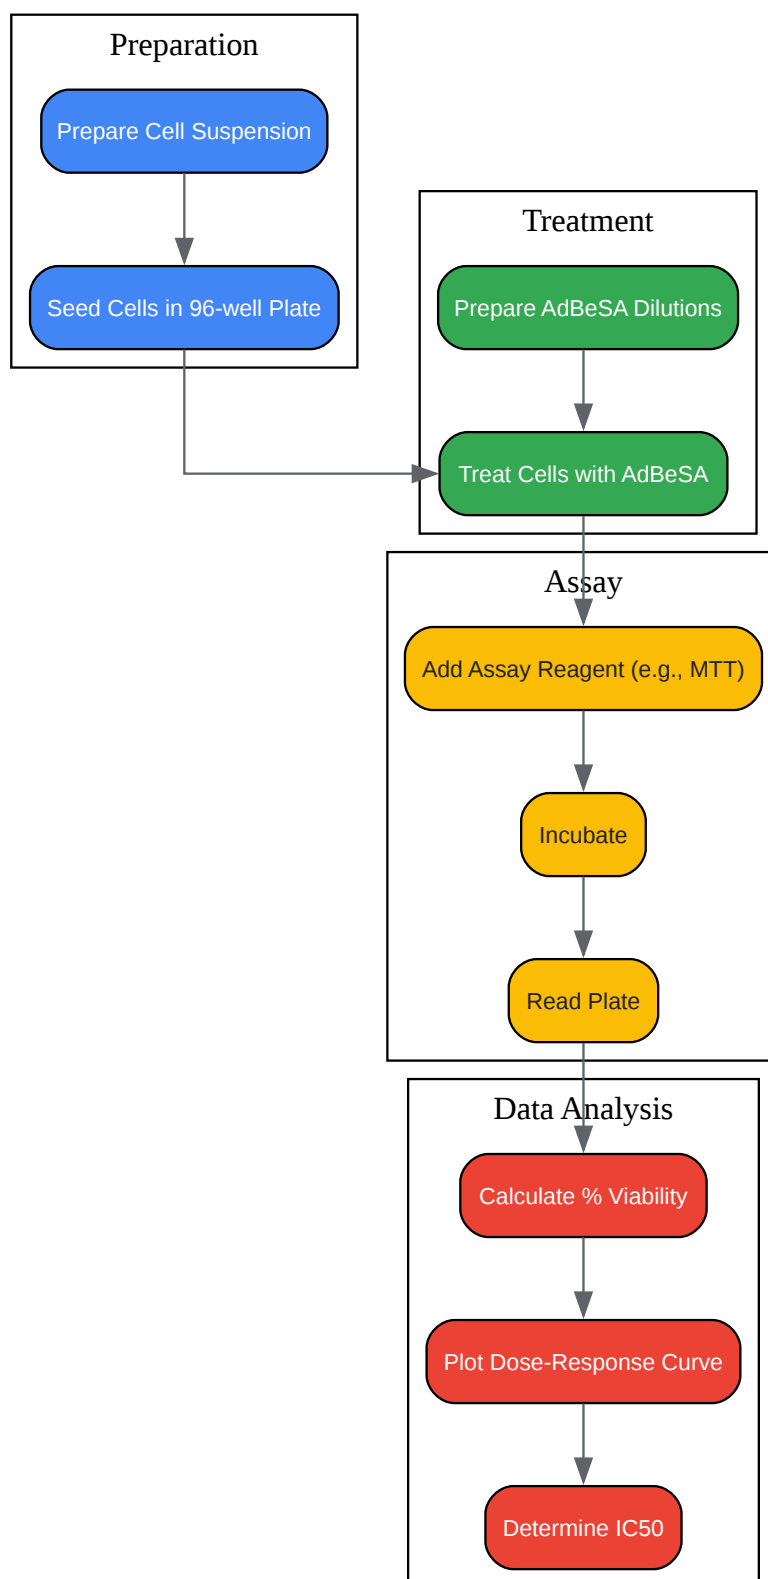 Preparation
Prepare Cell Suspension
Seed Cells in 96-well Plate
Treatment
Prepare AdBeSA Dilutions
Treat Cells with AdBeSA
Assay
Add Assay Reagent (e.g., MTT)
Incubate
Read Plate
Data Analysis
Calculate % Viability
Plot Dose-Response Curve
Determine IC50